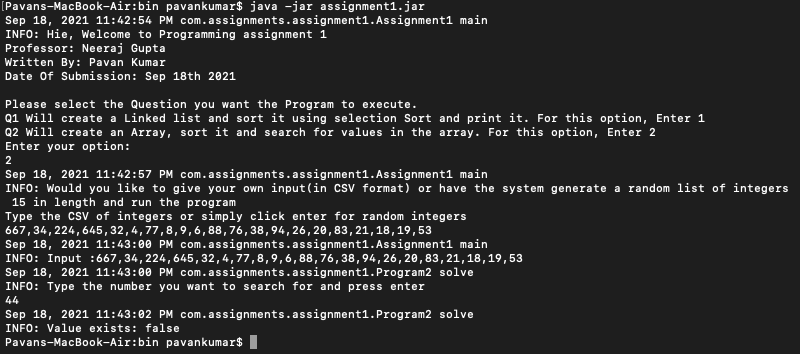 [Pavans-MacBook-Air:bin pavankumar$ java -jar assignment1.jar
Sep 18, 2021 11:42:54 PM com.assignments.assignment1.Assignment1 main
INFO: Hie, Welcome to Programming assignment 1
Professor: Neeraj Gupta
Written By: Pavan Kumar
Date Of Submission: Sep 18th 2021
Please select the Question you want the Program to execute.
Q1 Will create a Linked list and sort it using selection Sort and print it. For this option, Enter 1
Q2 Will create an Array, sort it and search for values in the array. For this option, Enter 2
Enter your option:
2
Sep 18, 2021 11:42:57 PM com.assignments.assignment1.Assignment1 main
INFO: Would you like to give your own input(in CSV format) or have the system generate a random list of integers
15 in length and run the program
Type the CSV of integers or simply click enter for random integers
667,34,224,645,32,4,77,8,9,6,88,76,38,94,26,20,83,21,18,19,53
Sep 18, 2021 11:43:00 PM com.assignments.assignment1.Assignment1 main
INFO: Input :667,34,224,645,32,4,77,8,9,6,88,76,38,94,26,20,83,21,18,19,53
Sep 18, 2021 11:43:00 PM com.assignments.assignment1.Program2 solve
INFO: Type the number you want to search for and press enter
44
Sep 18, 2021 11:43:02 PM com.assignments.assignment1.Program2 solve
INFO: Value exists: false
Pavans-MacBook-Air:bin pavankumar$